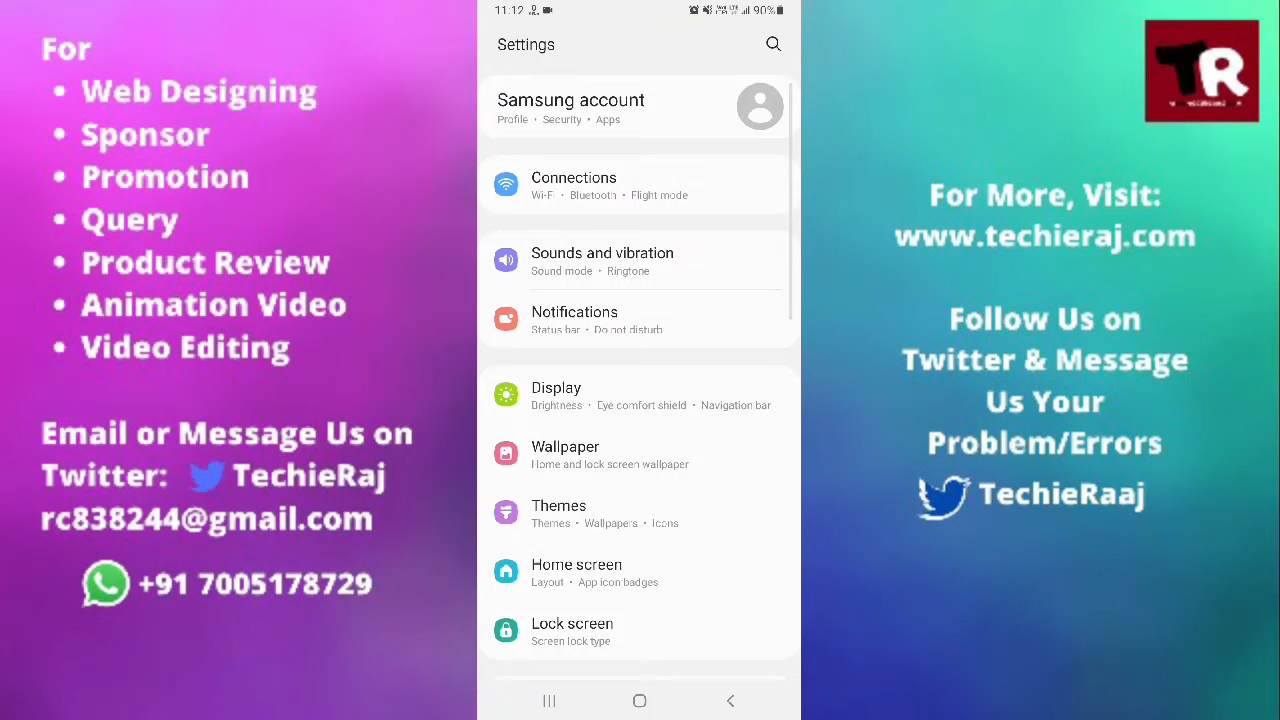 For
• Web Designing
• Sponsor
• Promotion
• Query
• Product Review
• Animation Video
• Video Editing
Email or Message Us on
Twitter: TechieRaj
rc838244@gmail.com
+91 7005178729
11:12
90%
Settings
Samsung account
Security • Apps
Connections
Wi-Fi • Bluetooth • Flight mode
Sounds and vibration
Sound mode • Ringtone
Notifications
Status bar • Do not disturb
Display
Brightness • Eye comfort shield • Navigation bar
Wallpaper
Home and lock screen wallpaper
Themes
Themes • Wallpapers • Icons
Home screen
Layout • App icon badges
Lock screen
Screen lock type
TR
For More, Visit:
www.techieraj.com
Follow Us on
Twitter & Message
Us Your
Problem/Errors
TechieRaaj